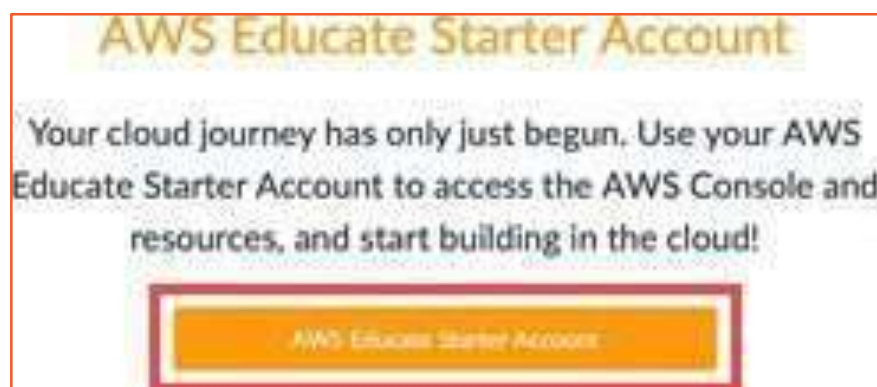 AWS Educate Starter Account
Your cloud journey has only just begun. Use your AWS
Educate Starter Account to access the AWS Console and
resources, and start building in the cloud!
AWS Educate Starter Account